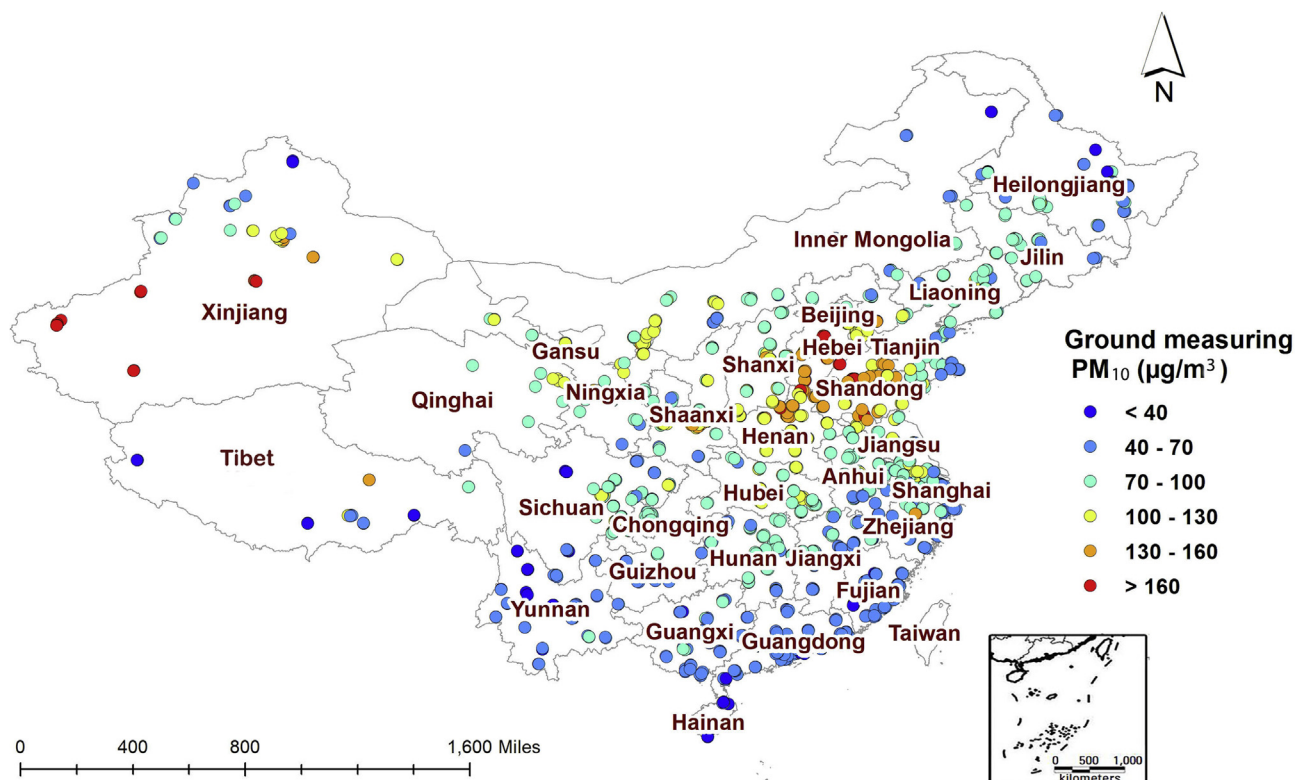 N
Heilongjiang
Inner Mongolia
Jilin
Liaoning
Xinjiang
Beijing
Gansu
Hebei Tianjin
Shanxi
Ningxia
Shandong
Qinghai
Shaanxi
Henan
Jiangsu
Tibet
Anhui
Hubei
Shanghai
Sichuan
Chongqing
Zhejiang
Hunan Jiangxi
Guizhou
Fujian
Yunnan
Guangxi
Guangdong
Taiwan
Hainan
Ground measuring
PM10 (µg/m³)
< 40
40 - 70
70 - 100
100 - 130
130 - 160
> 160
0 400 800 1,600 Miles
0 500 1,000
kilometers